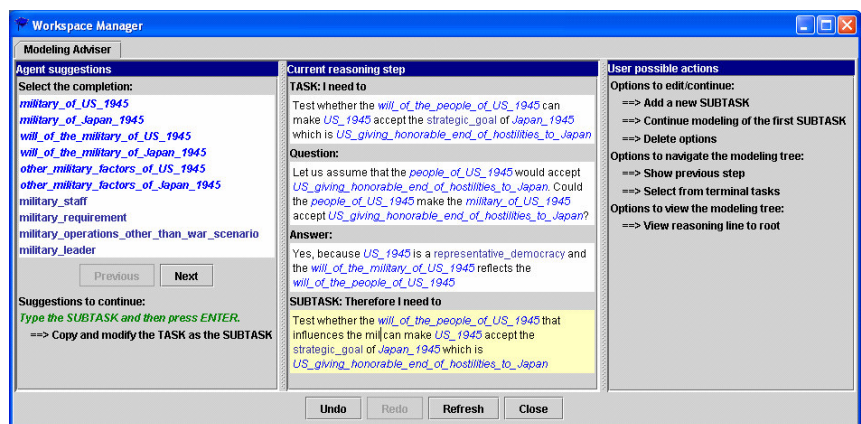 Workspace Manager
Modeling Adviser
Agent suggestions
Select the completion:
military_of_US_1945
military_of_Japan_1945
will_of_the_military_of_US_1945
will_of_the_military_of_Japan_1945
other_military_factors_of_US_1945
other_military_factors_of_Japan_1945
military_staff
military_requirement
military_operations_other_than_war_scenario
military_leader
Previous Next
Suggestions to continue:
Type the SUBTASK and then press ENTER.
==> Copy and modify the TASK as the SUBTASK
Current reasoning step
TASK: I need to
Test whether the will_of_the_people_of_US_1945 can
make US_1945 accept the strategic_goal of Japan_1945
which is US_giving_honorable_end_of_hostilities_to_Japan
Question:
Let us assume that the people_of_US_1945 would accept
US_giving_honorable_end_of_hostilities_to_Japan. Could
the people_of_US_1945 make the military_of_US_1945
accept US_giving_honorable_end_of_hostilities_to_Japan?
Answer:
Yes, because US_1945 is a representative_democracy and
the will_of_the_military_of_US_1945 reflects the
will_of_the_people_of_US_1945
SUBTASK: Therefore I need to
Test whether the will_of_the_people_of_US_1945 that
influences the mil can make US_1945 accept the
strategic_goal of Japan_1945 which is
US_giving_honorable_end_of_hostilities_to_Japan
User possible actions
Options to edit/continue:
==> Add a new SUBTASK
==> Continue modeling of the first SUBTASK
==> Delete options
Options to navigate the modeling tree:
==> Show previous step
==> Select from terminal tasks
Options to view the modeling tree:
==> View reasoning line to root
Undo Redo Refresh Close